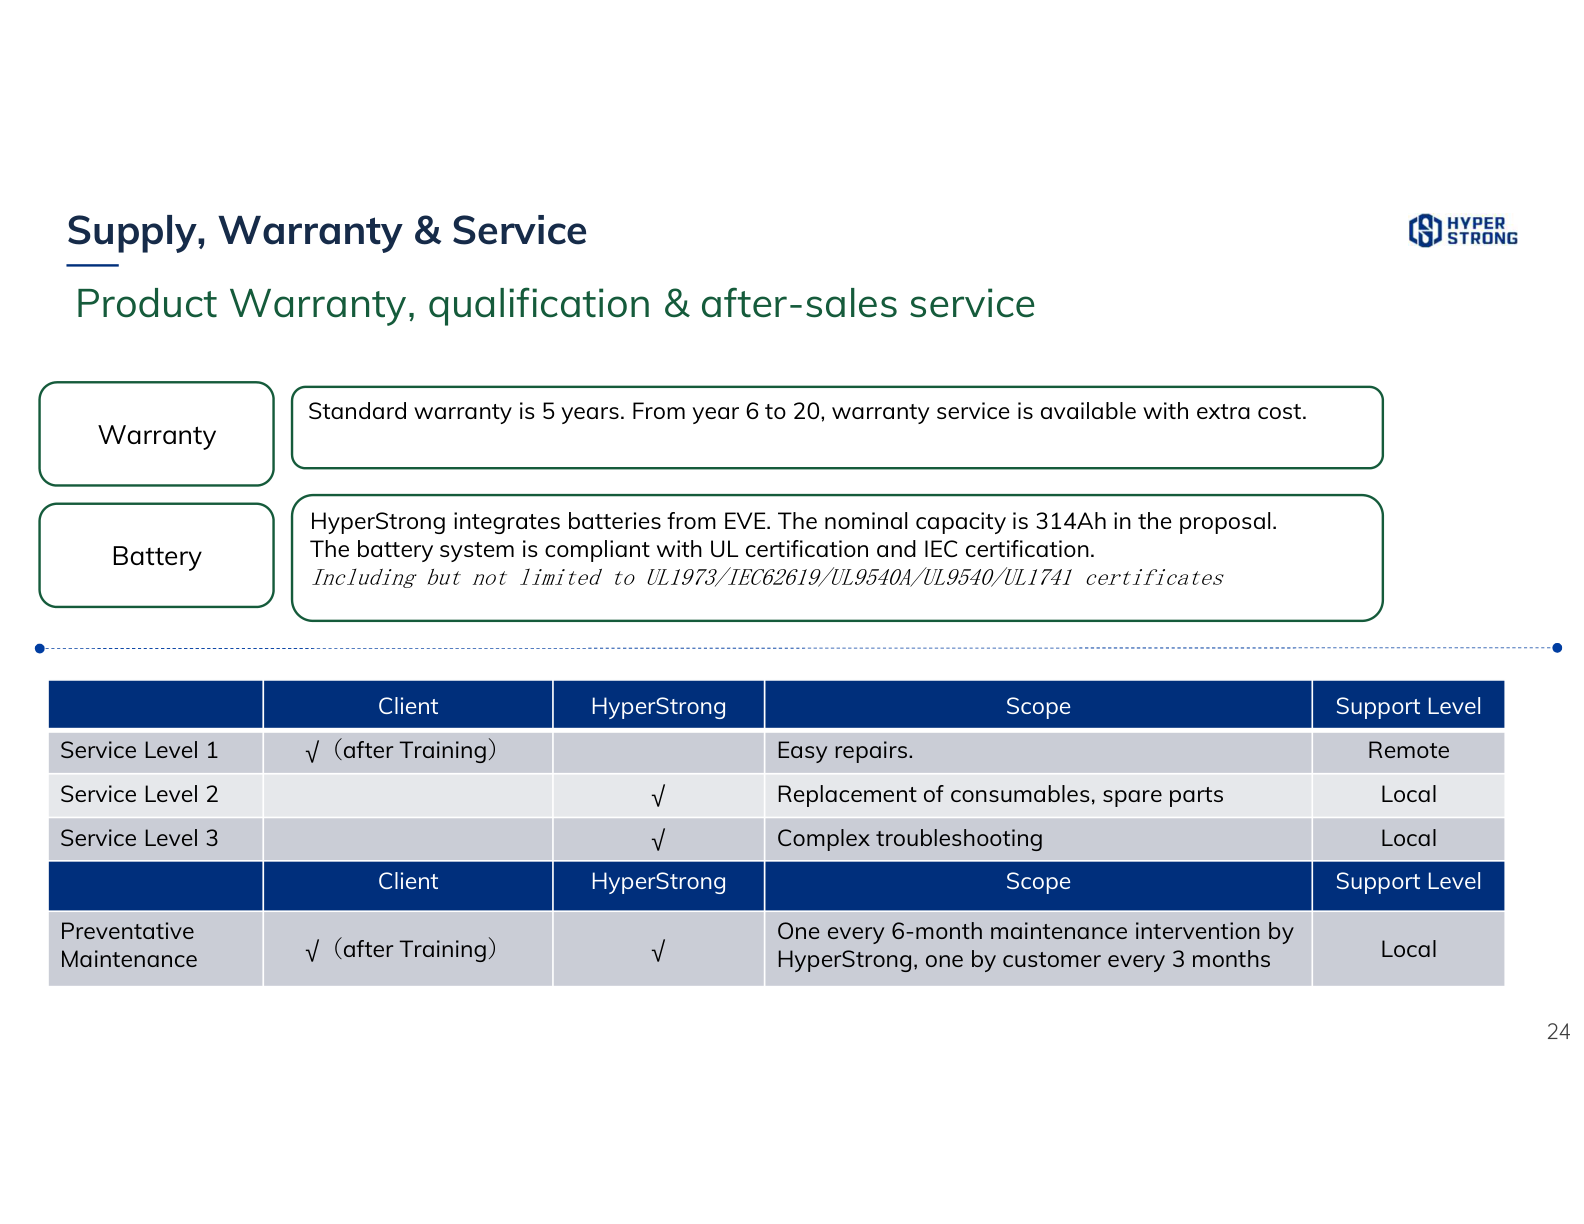 Supply, Warranty & Service
HYPER
STRONG
Product Warranty, qualification & after-sales service
Warranty
Standard warranty is 5 years. From year 6 to 20, warranty service is available with extra cost.
Battery
HyperStrong integrates batteries from EVE. The nominal capacity is 314Ah in the proposal.
The battery system is compliant with UL certification and IEC certification.
Including but not limited to UL1973/IEC62619/UL9540A/UL9540/UL1741 certificates
Client HyperStrong Scope Support Level
Service Level 1 √（after Training） Easy repairs. Remote
Service Level 2 √ Replacement of consumables, spare parts Local
Service Level 3 √ Complex troubleshooting Local
Client HyperStrong Scope Support Level
Preventative
Maintenance
√（after Training） √
One every 6-month maintenance intervention by
HyperStrong, one by customer every 3 months
Local
24